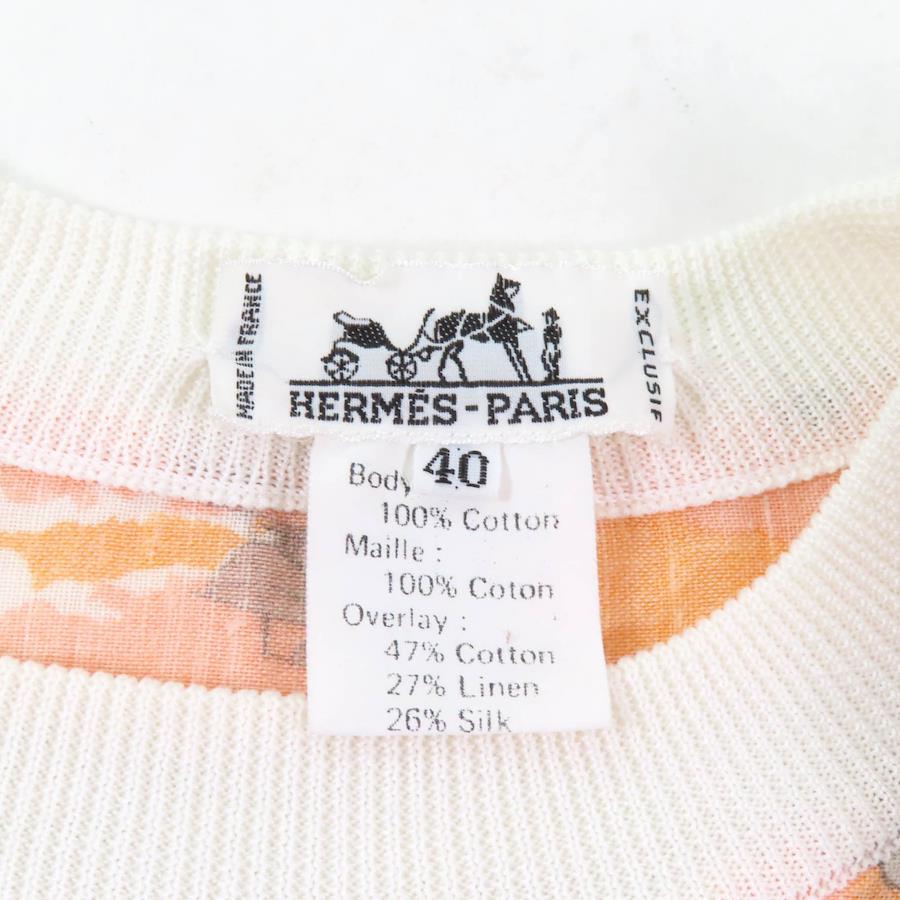 MADE IN FRANCE
EXCLUSIF
HERMÈS-PARIS
40
Body
100% Cotton
Maille :
100% Coton
Overlay :
47% Cotton
27% Linen
26% Silk